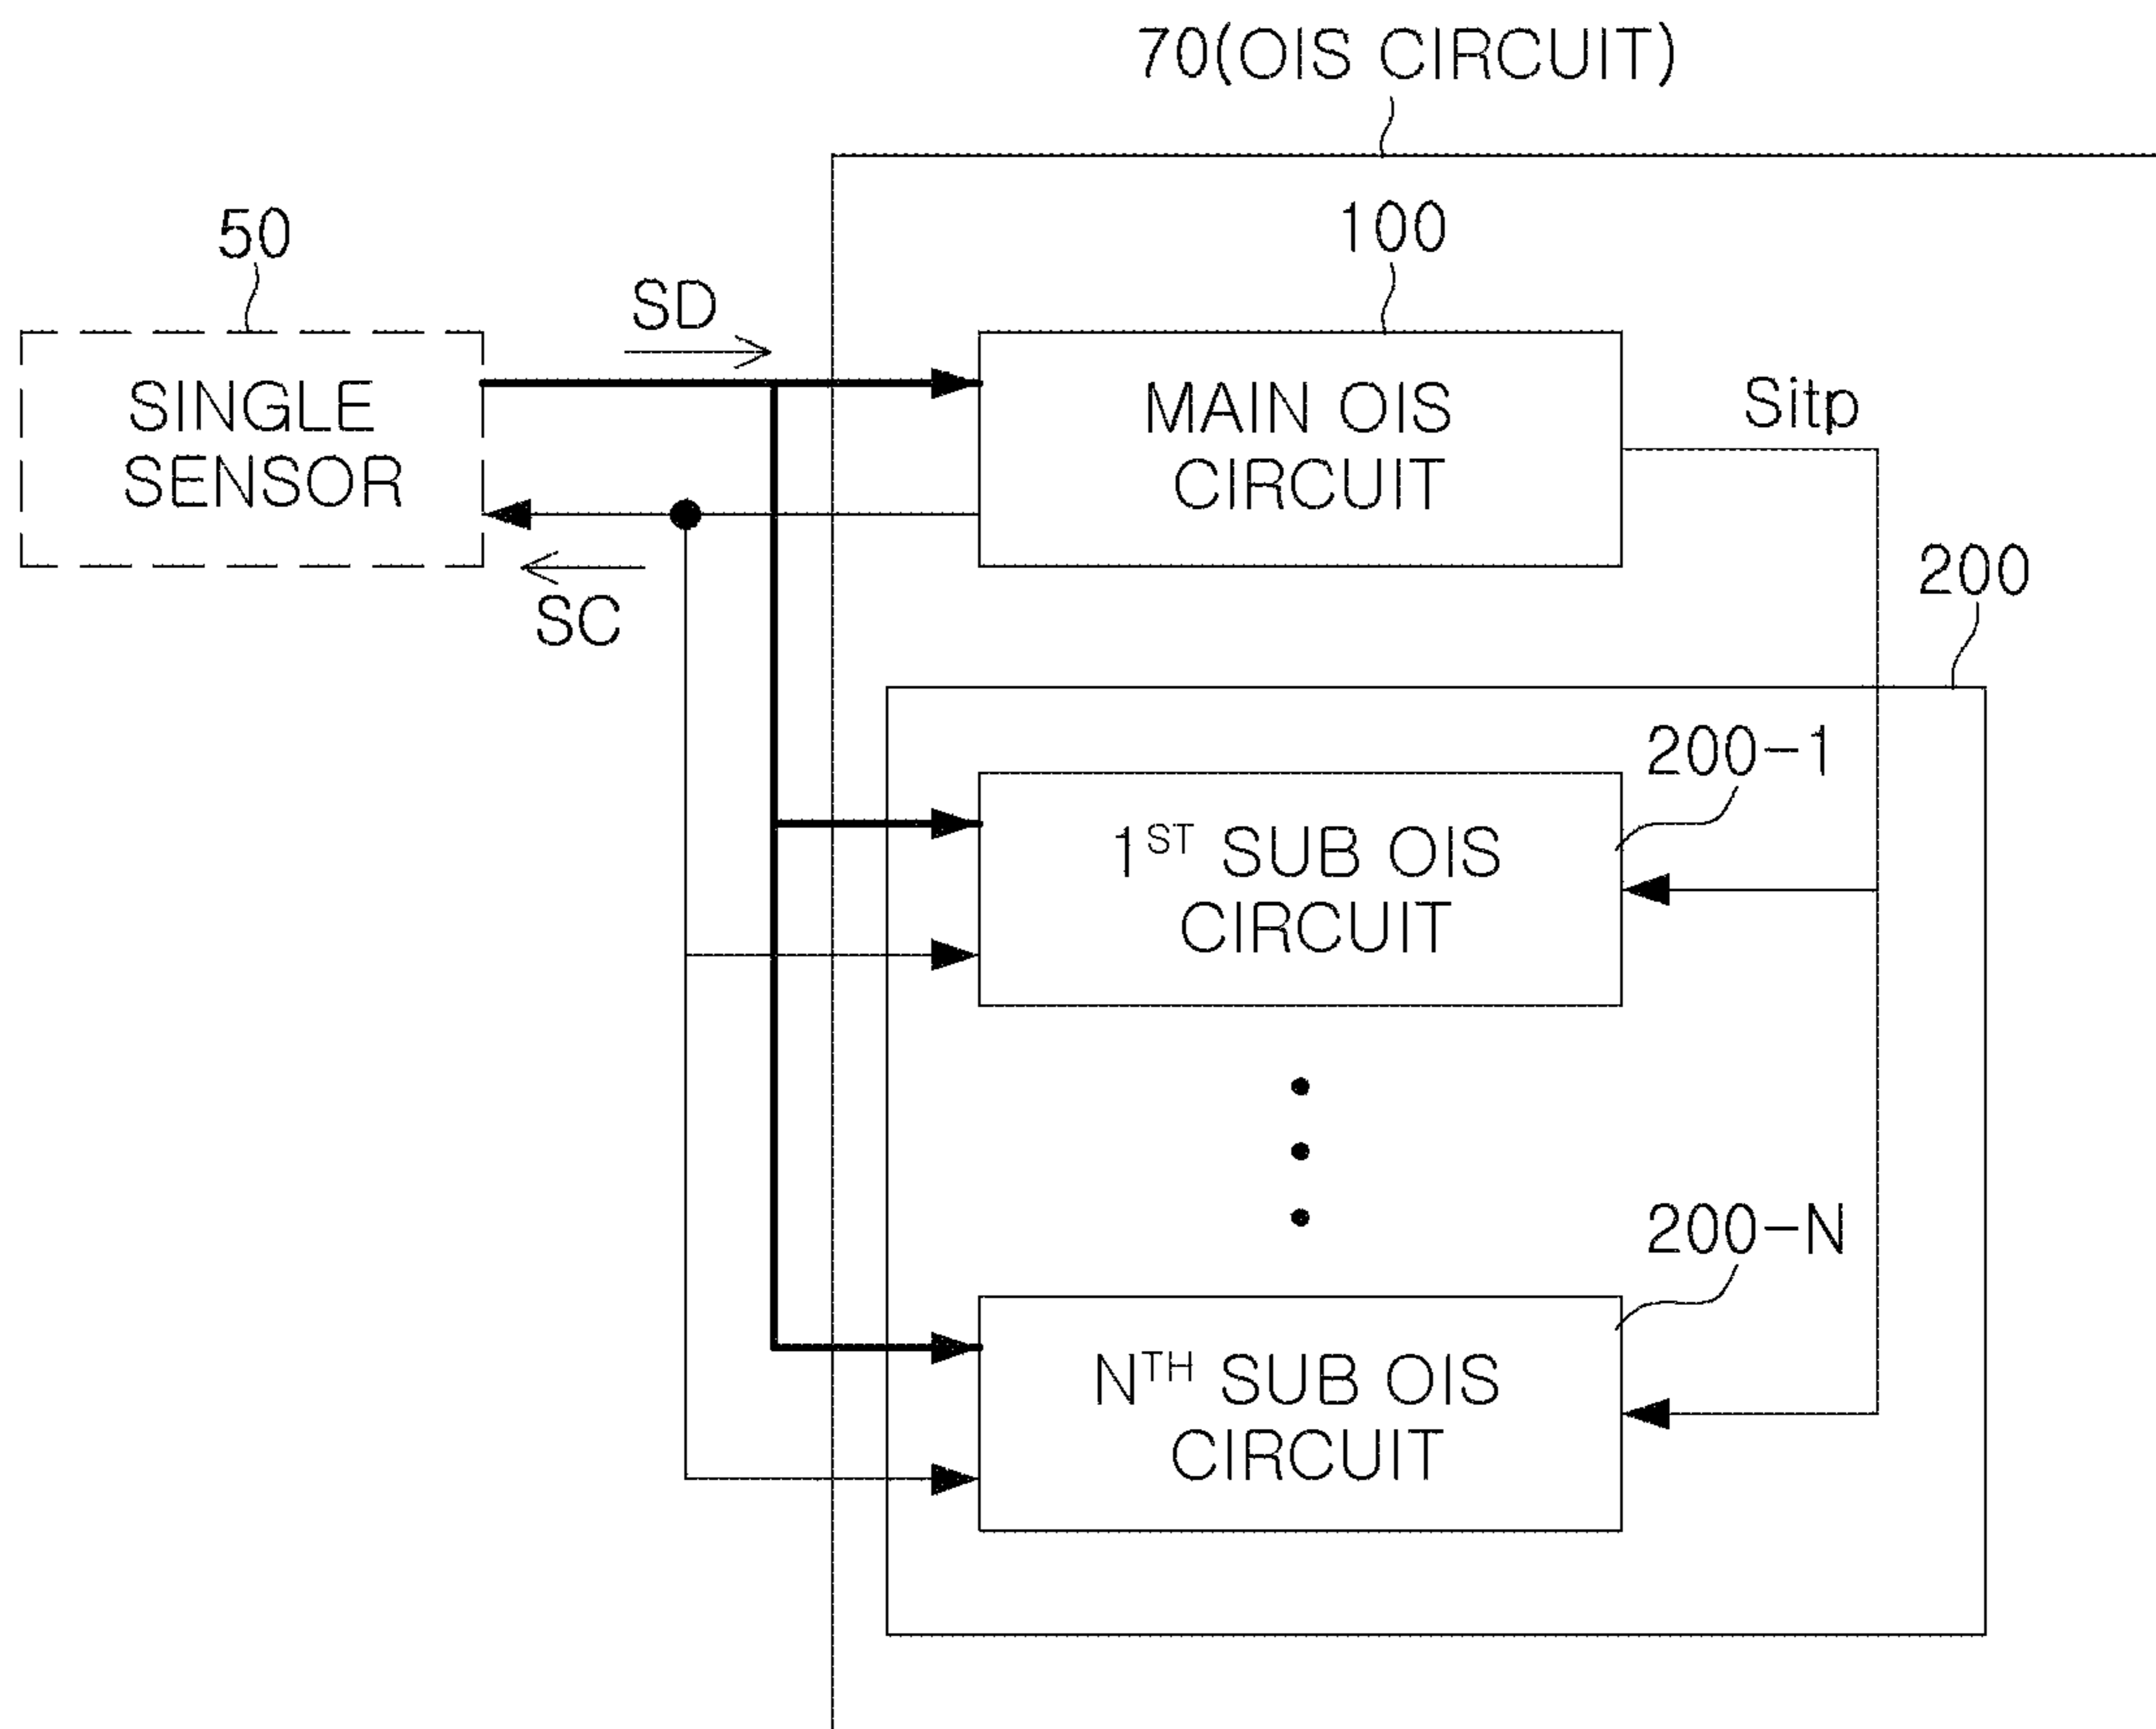 70(OIS CIRCUIT)
50
100
SD
SINGLE
SENSOR
MAIN OIS
CIRCUIT
Sitp
SC
200
200-1
1ST SUB OIS
CIRCUIT
200-N
NTH SUB OIS
CIRCUIT